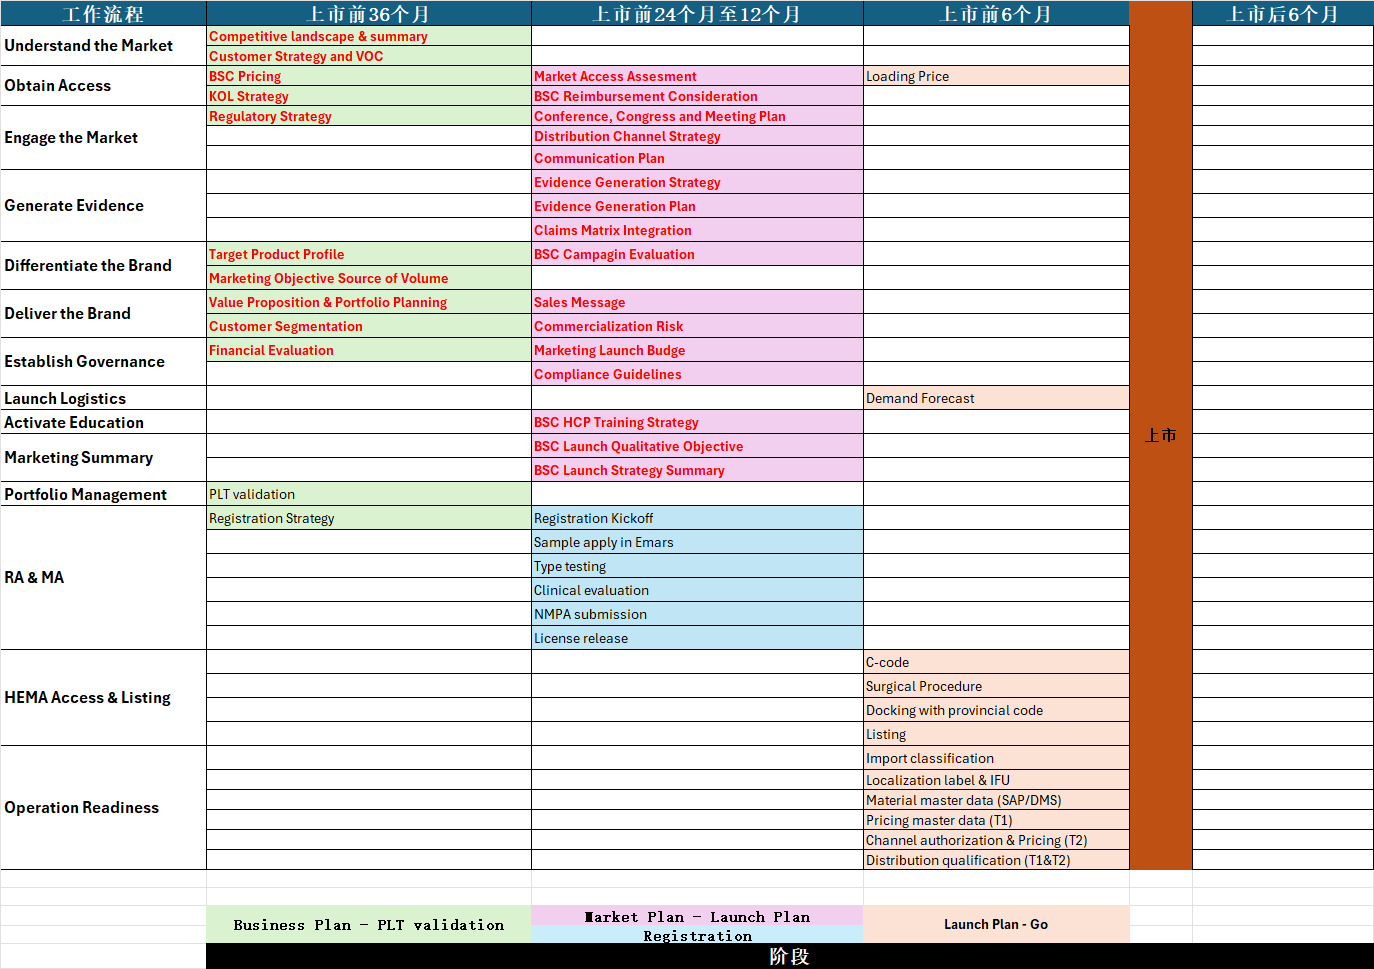 工作流程 上市前36个月 上市前24个月至12个月 上市前6个月 上市后6个月
Understand the Market
Competitive landscape & summary
Customer Strategy and VOC
Obtain Access
BSC Pricing Market Access Assesment Loading Price
KOL Strategy BSC Reimbursement Consideration
Engage the Market
Regulatory Strategy Conference, Congress and Meeting Plan
Distribution Channel Strategy
Communication Plan
Generate Evidence
Evidence Generation Strategy
Evidence Generation Plan
Claims Matrix Integration
Differentiate the Brand
Target Product Profile BSC Campagin Evaluation
Marketing Objective Source of Volume
Deliver the Brand
Value Proposition & Portfolio Planning Sales Message
Customer Segmentation Commercialization Risk
Establish Governance
Financial Evaluation Marketing Launch Budge
Compliance Guidelines
Launch Logistics Demand Forecast
Activate Education BSC HCP Training Strategy
上市
Marketing Summary
BSC Launch Qualitative Objective
BSC Launch Strategy Summary
Portfolio Management PLT validation
RA & MA
Registration Strategy Registration Kickoff
Sample apply in Emars
Type testing
Clinical evaluation
NMPA submission
License release
HEMA Access & Listing
C-code
Surgical Procedure
Docking with provincial code
Listing
Operation Readiness
Import classification
Localization label & IFU
Material master data (SAP/DMS)
Pricing master data (T1)
Channel authorization & Pricing (T2)
Distribution qualification (T1&T2)
Business Plan - PLT validation
Market Plan - Launch Plan
Registration
Launch Plan - Go
阶段